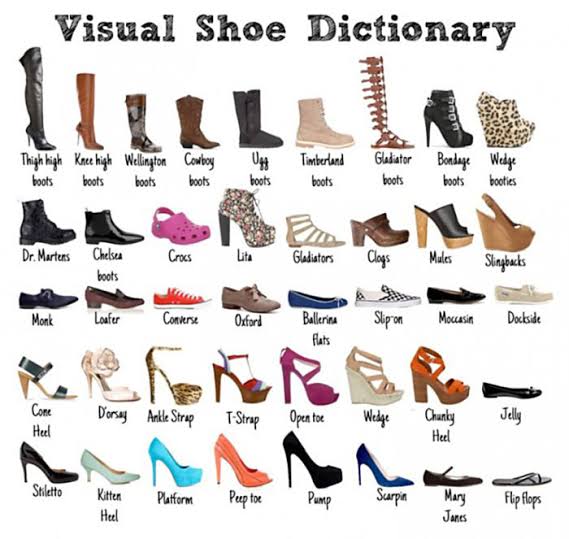 Visual Shoe Dictionary
Thigh high Knee high Wellington Cowboy Ugg Timberland Gladiator Bondage Wedge
boots boots boots boots boots boots boots boots booties
Dr. Martens Chelsea Crocs Lita Gladiators Clogs Mules Slingbacks
boots
Monk Loafer Converse Oxford Ballerina Slip-on Moccasin Dockside
Flats
Cone D'orsay Ankle Strap T-Strap Open toe Wedge Chunky Jelly
Heel Heel
Stiletto Kitten Platform Peep toe Pump Scarpin Mary Flip flops
Heel Janes